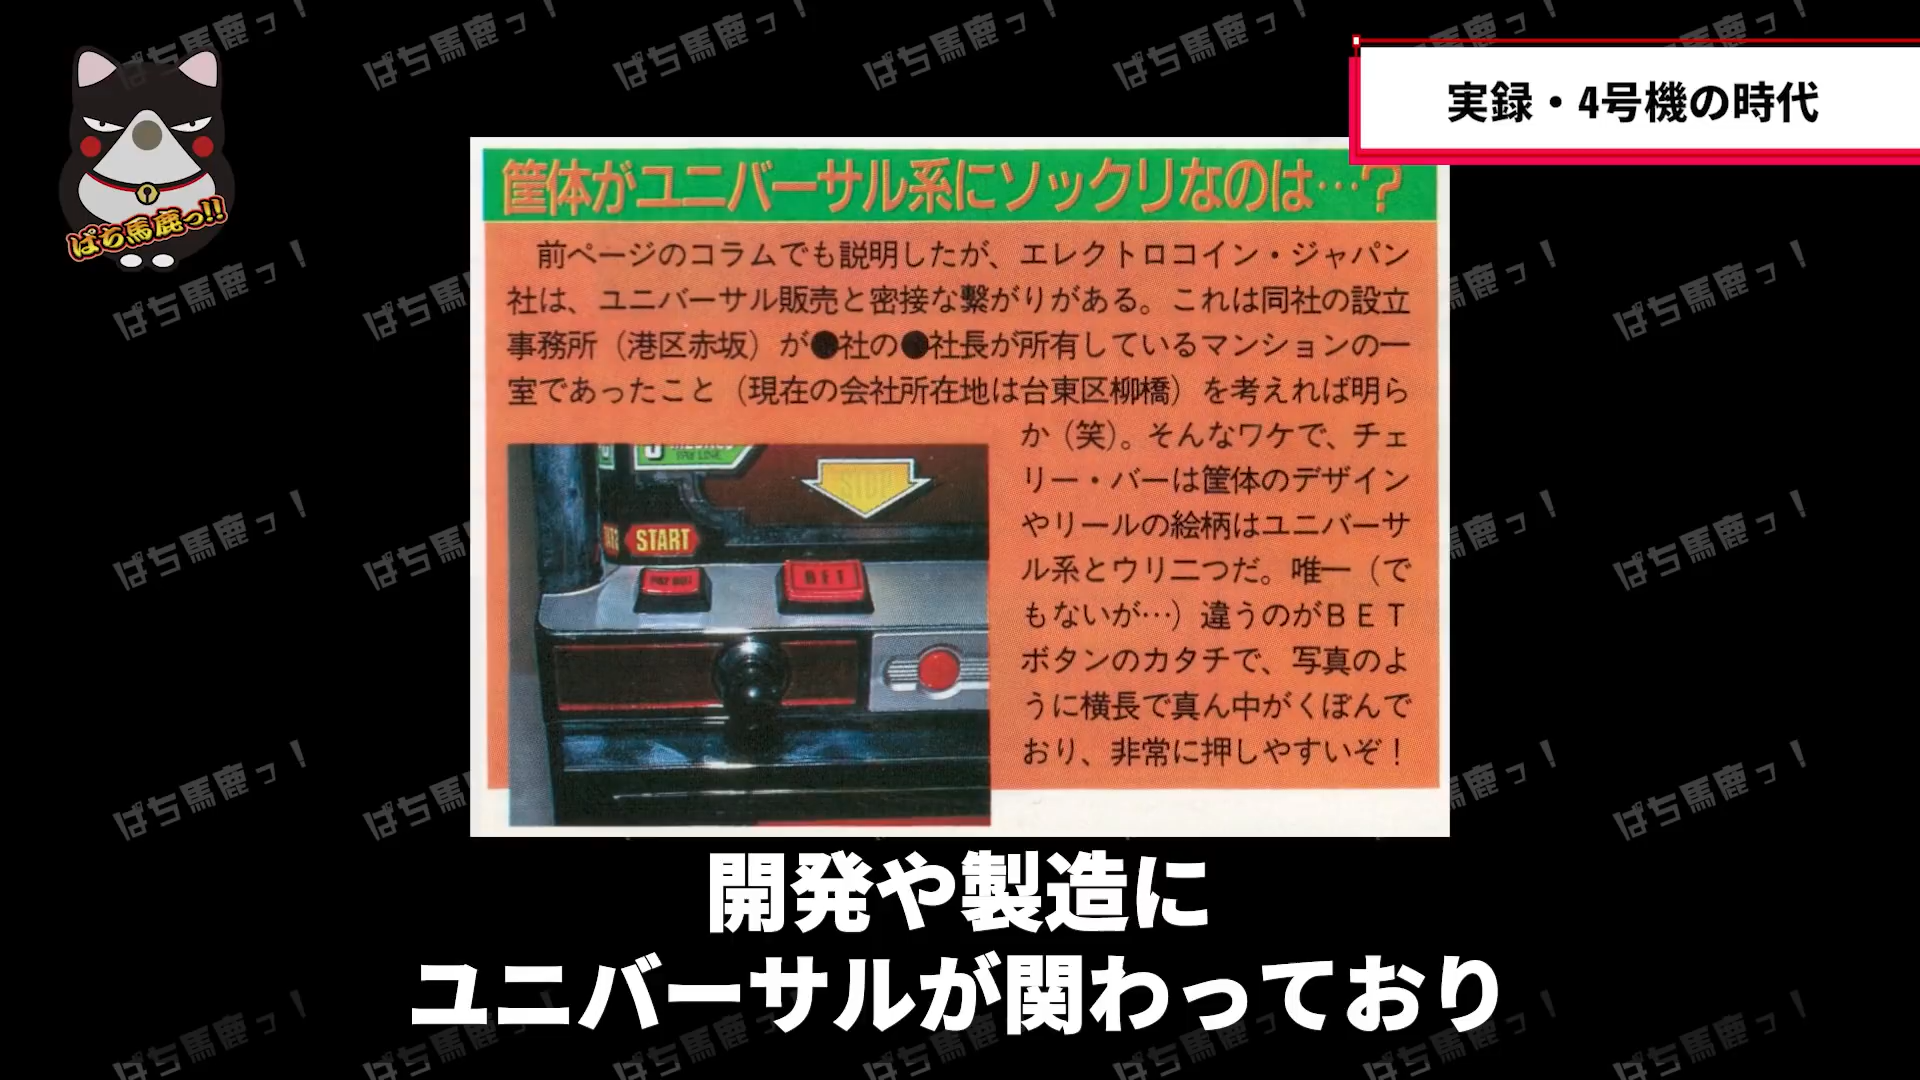 実録・4号機の時代
ぱち馬鹿っ!!
筐体がユニバーサル系にソックリなのは…?
前ページのコラムでも説明したが、エレクトロコイン・ジャパン
社は、ユニバーサル販売と密接な繋がりがある。これは同社の設立
事務所（港区赤坂）が●社の●社長が所有しているマンションの一
室であったこと（現在の会社所在地は台東区柳橋）を考えれば明ら
か（笑）。そんなワケで、チェ
リー・バーは筐体のデザイン
やリールの絵柄はユニバーサ
ル系とウリ二つだ。唯一（で
もないが…）違うのがＢＥＴ
ボタンのカタチで、写真のよ
うに横長で真ん中がくぼんで
おり、非常に押しやすいぞ！
STOP
START
BET
開発や製造に
ユニバーサルが関わっており
ぱち馬鹿っ！